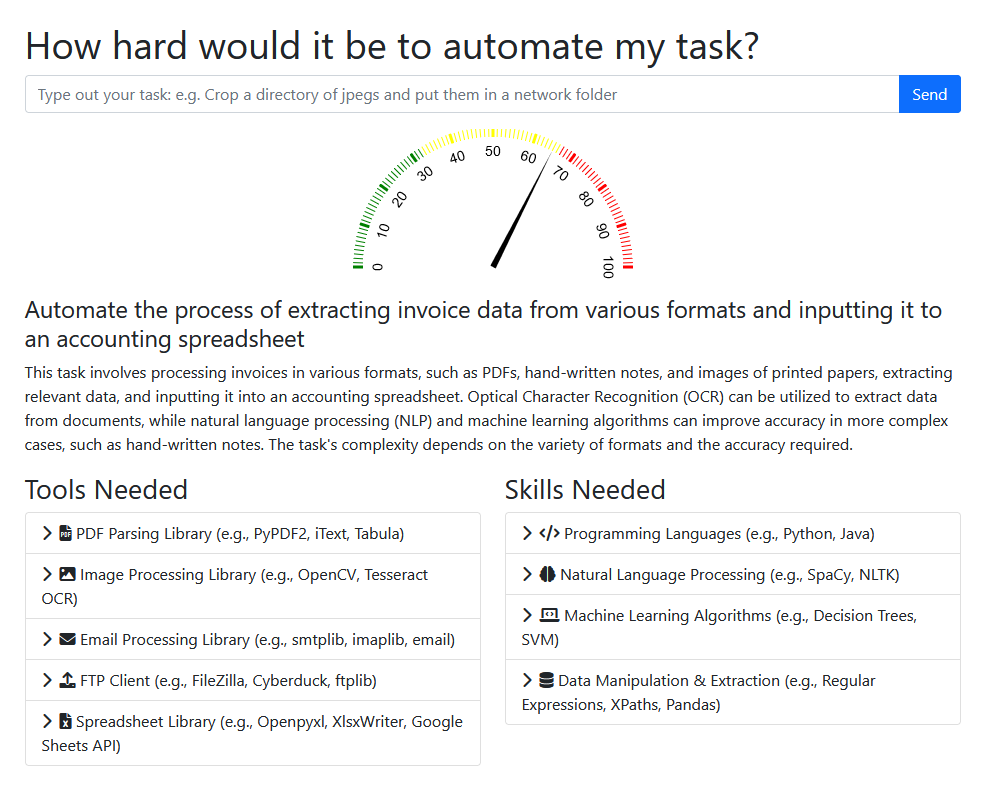 How hard would it be to automate my task?
Type out your task: e.g. Crop a directory of jpegs and put them in a network folder
Send
0
10
20
30
40
50
60
70
80
90
100
Automate the process of extracting invoice data from various formats and inputting it to
an accounting spreadsheet
This task involves processing invoices in various formats, such as PDFs, hand-written notes, and images of printed papers, extracting
relevant data, and inputting it into an accounting spreadsheet. Optical Character Recognition (OCR) can be utilized to extract data
from documents, while natural language processing (NLP) and machine learning algorithms can improve accuracy in more complex
cases, such as hand-written notes. The task's complexity depends on the variety of formats and the accuracy required.
Tools Needed
PDF PDF Parsing Library (e.g., PyPDF2, iText, Tabula)
Image Processing Library (e.g., OpenCV, Tesseract
OCR)
Email Processing Library (e.g., smtplib, imaplib, email)
FTP Client (e.g., FileZilla, Cyberduck, ftplib)
Spreadsheet Library (e.g., Openpyxl, XlsxWriter, Google
Sheets API)
Skills Needed
Programming Languages (e.g., Python, Java)
Natural Language Processing (e.g., SpaCy, NLTK)
Machine Learning Algorithms (e.g., Decision Trees,
SVM)
Data Manipulation & Extraction (e.g., Regular
Expressions, XPaths, Pandas)